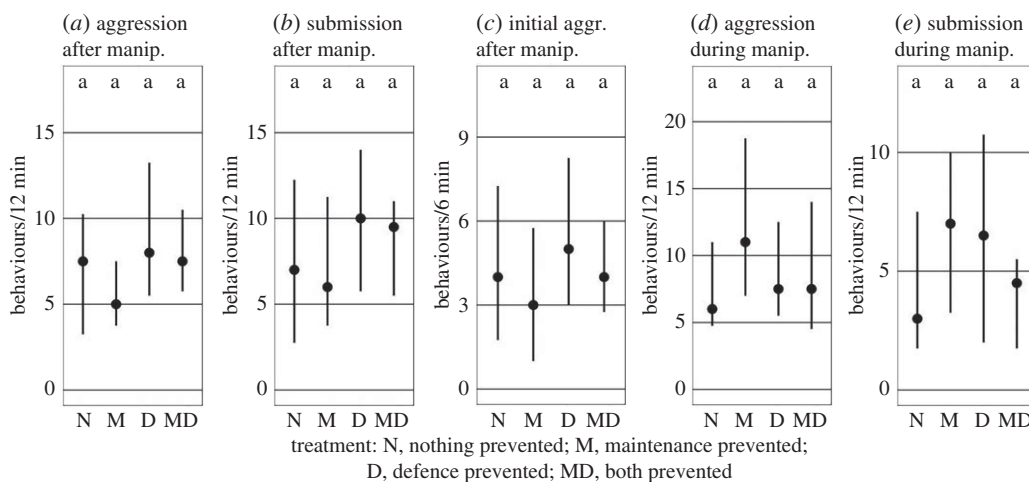 (a) aggression
after manip.
(b) submission
after manip.
(c) initial aggr.
after manip.
(d) aggression
during manip.
(e) submission
during manip.
a a a a
a a a a
a a a a
a a a a
a a a a
behaviours/12 min
15
10
5
0
behaviours/12 min
15
10
5
0
behaviours/6 min
9
6
3
0
behaviours/12 min
20
15
10
5
0
behaviours/12 min
10
5
0
N M D MD
N M D MD
N M D MD
N M D MD
N M D MD
treatment: N, nothing prevented; M, maintenance prevented;
D, defence prevented; MD, both prevented